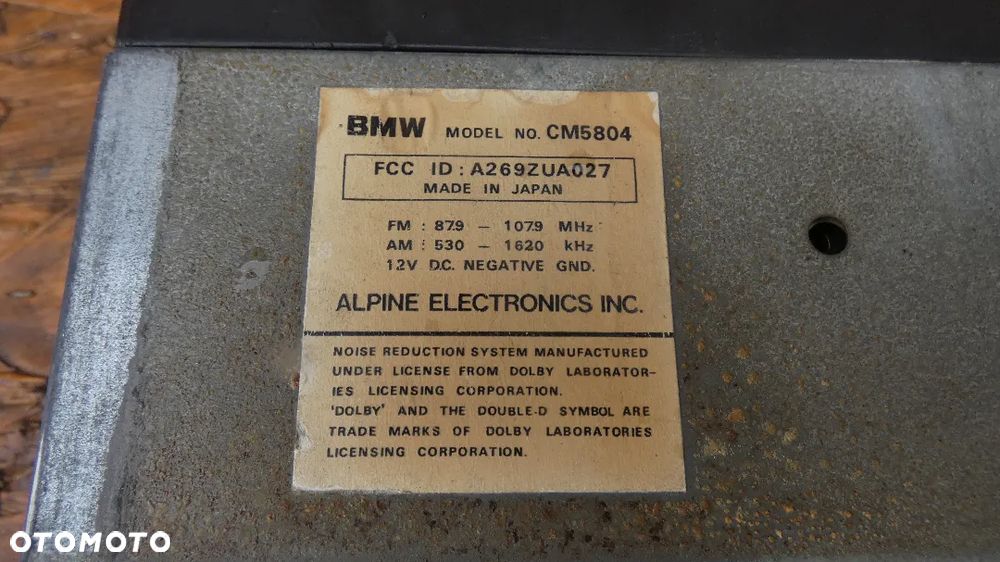 BMW MODEL NO. CM5804
FCC ID : A269ZUA027
MADE IN JAPAN
FM : 87.9 – 107.9 MHz
AM : 530 – 1620 kHz
12V D.C. NEGATIVE GND.
ALPINE ELECTRONICS INC.
NOISE REDUCTION SYSTEM MANUFACTURED
UNDER LICENSE FROM DOLBY LABORATOR-
IES LICENSING CORPORATION.
'DOLBY' AND THE DOUBLE-D SYMBOL ARE
TRADE MARKS OF DOLBY LABORATORIES
LICENSING CORPORATION.
OTOMOTO